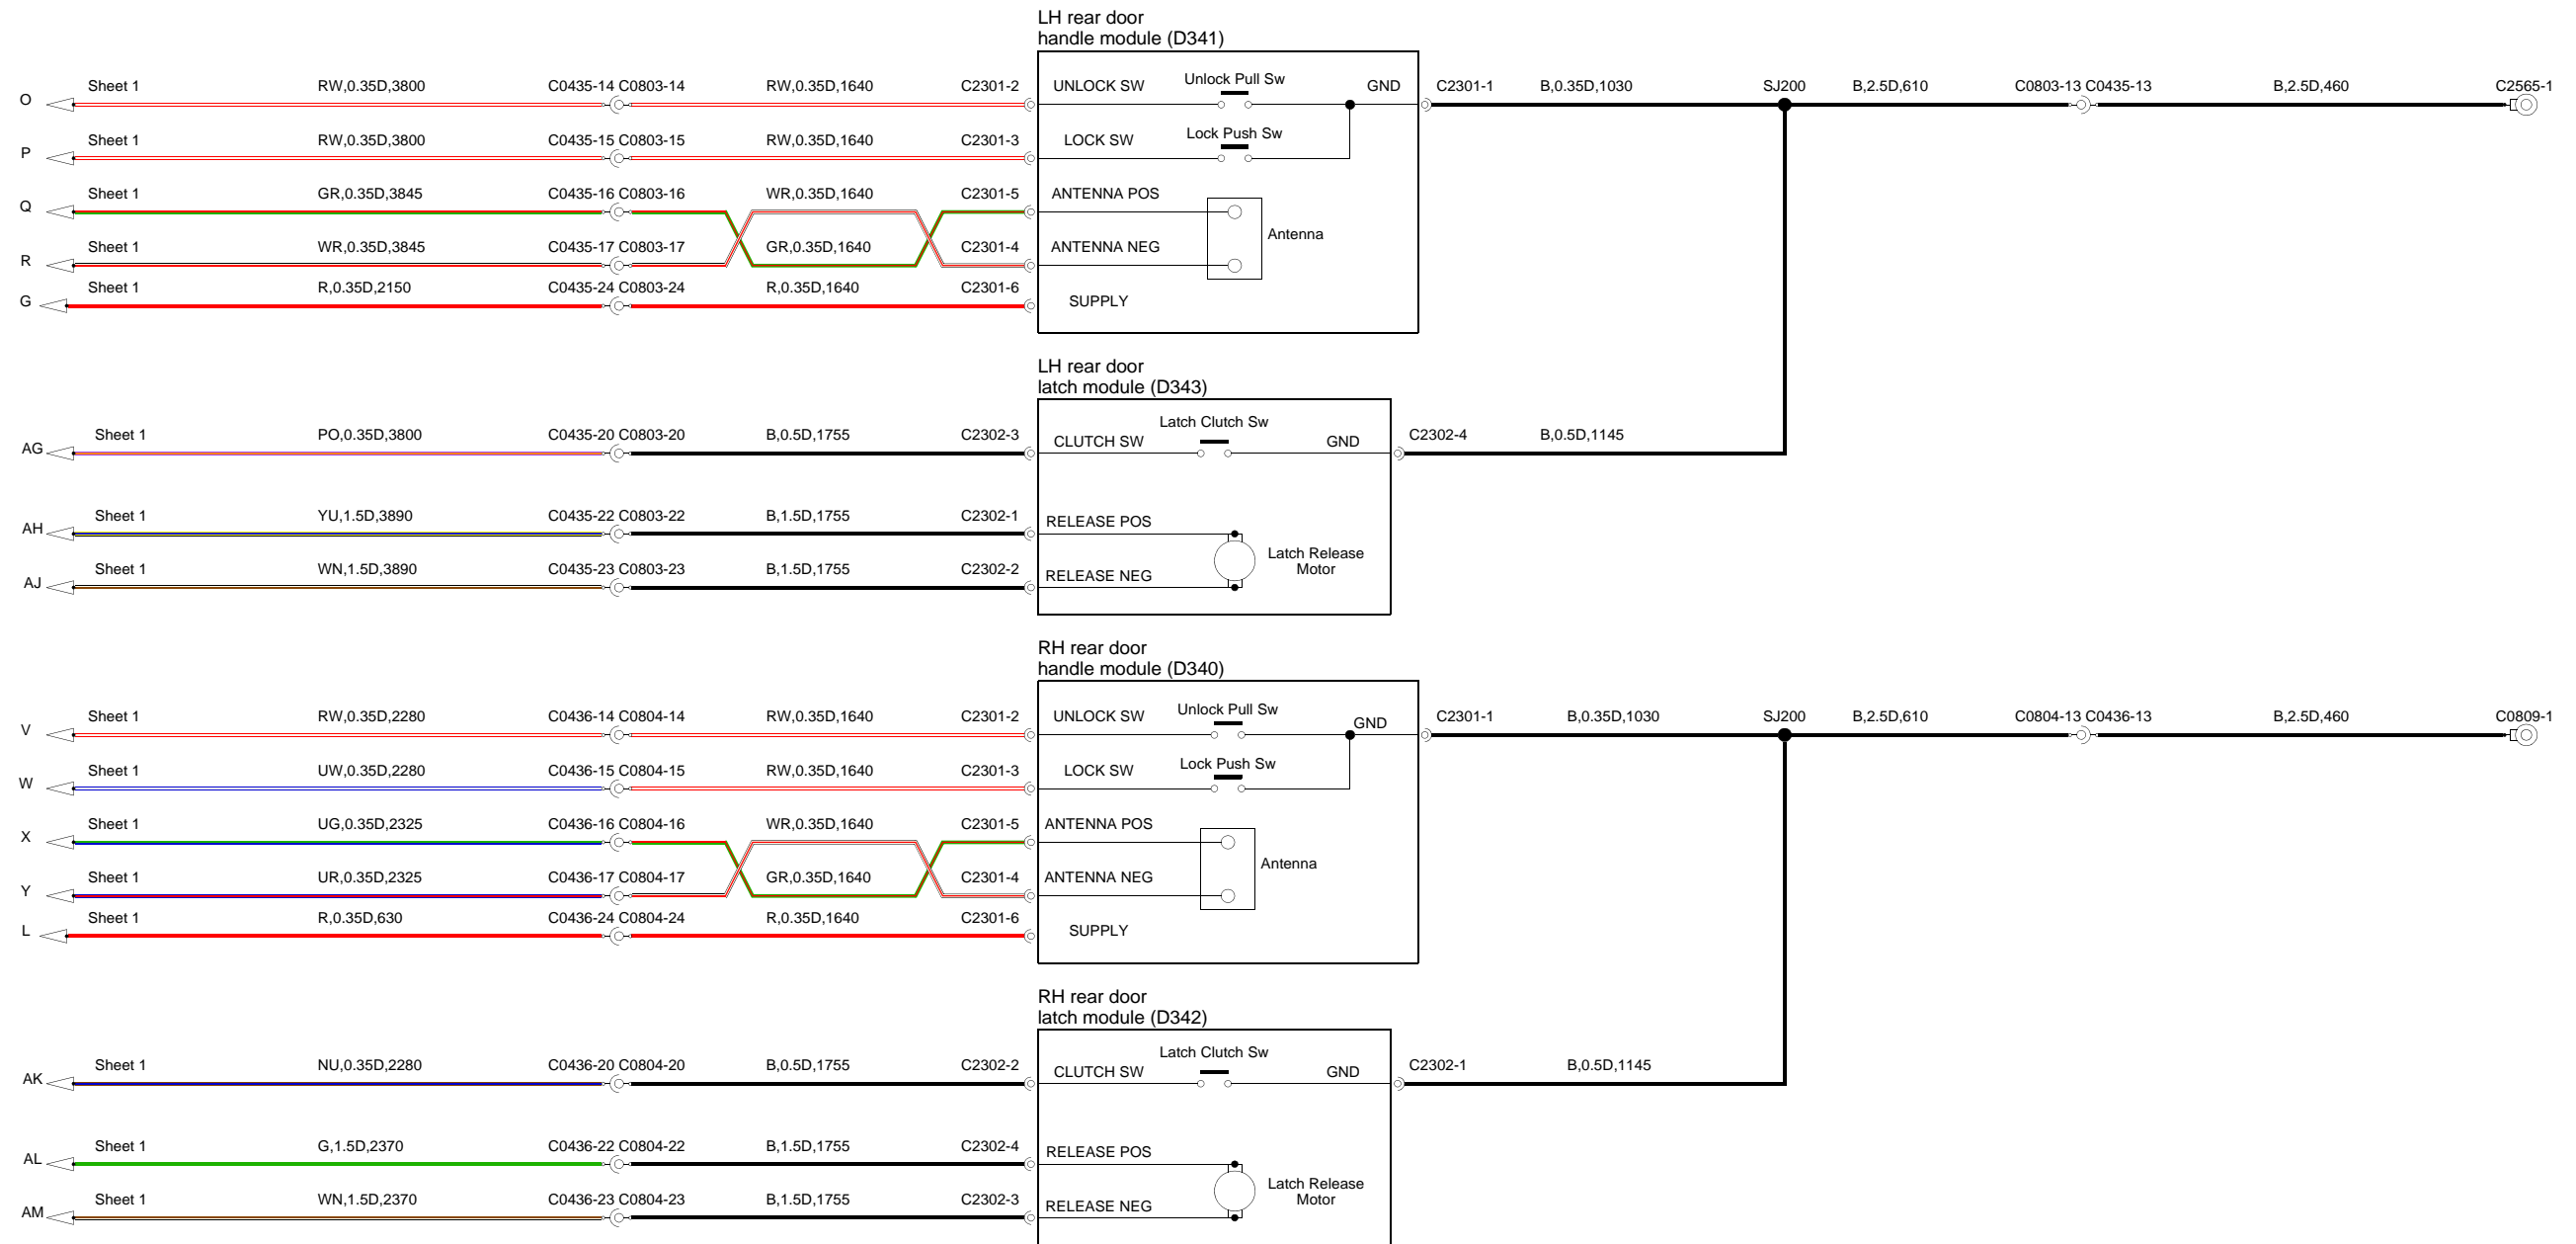 LH rear door
handle module (D341)
O Sheet 1 RW,0.35D,3800 C0435-14 C0803-14 RW,0.35D,1640 C2301-2 UNLOCK SW Unlock Pull Sw GND C2301-1 B,0.35D,1030 SJ200 B,2.5D,610 C0803-13 C0435-13 B,2.5D,460 C2565-1
P Sheet 1 RW,0.35D,3800 C0435-15 C0803-15 RW,0.35D,1640 C2301-3 LOCK SW Lock Push Sw
Q Sheet 1 GR,0.35D,3845 C0435-16 C0803-16 WR,0.35D,1640 C2301-5 ANTENNA POS
Antenna
R Sheet 1 WR,0.35D,3845 C0435-17 C0803-17 GR,0.35D,1640 C2301-4 ANTENNA NEG
G Sheet 1 R,0.35D,2150 C0435-24 C0803-24 R,0.35D,1640 C2301-6 SUPPLY
LH rear door
latch module (D343)
Latch Clutch Sw
AG Sheet 1 PO,0.35D,3800 C0435-20 C0803-20 B,0.5D,1755 C2302-3 CLUTCH SW GND C2302-4 B,0.5D,1145
AH Sheet 1 YU,1.5D,3890 C0435-22 C0803-22 B,1.5D,1755 C2302-1 RELEASE POS
Latch Release
Motor
AJ Sheet 1 WN,1.5D,3890 C0435-23 C0803-23 B,1.5D,1755 C2302-2 RELEASE NEG
RH rear door
handle module (D340)
V Sheet 1 RW,0.35D,2280 C0436-14 C0804-14 RW,0.35D,1640 C2301-2 UNLOCK SW Unlock Pull Sw GND C2301-1 B,0.35D,1030 SJ200 B,2.5D,610 C0804-13 C0436-13 B,2.5D,460 C0809-1
W Sheet 1 UW,0.35D,2280 C0436-15 C0804-15 RW,0.35D,1640 C2301-3 LOCK SW Lock Push Sw
X Sheet 1 UG,0.35D,2325 C0436-16 C0804-16 WR,0.35D,1640 C2301-5 ANTENNA POS
Antenna
Y Sheet 1 UR,0.35D,2325 C0436-17 C0804-17 GR,0.35D,1640 C2301-4 ANTENNA NEG
L Sheet 1 R,0.35D,630 C0436-24 C0804-24 R,0.35D,1640 C2301-6 SUPPLY
RH rear door
latch module (D342)
Latch Clutch Sw
AK Sheet 1 NU,0.35D,2280 C0436-20 C0804-20 B,0.5D,1755 C2302-2 CLUTCH SW GND C2302-1 B,0.5D,1145
AL Sheet 1 G,1.5D,2370 C0436-22 C0804-22 B,1.5D,1755 C2302-4 RELEASE POS
Latch Release
Motor
AM Sheet 1 WN,1.5D,2370 C0436-23 C0804-23 B,1.5D,1755 C2302-3 RELEASE NEG